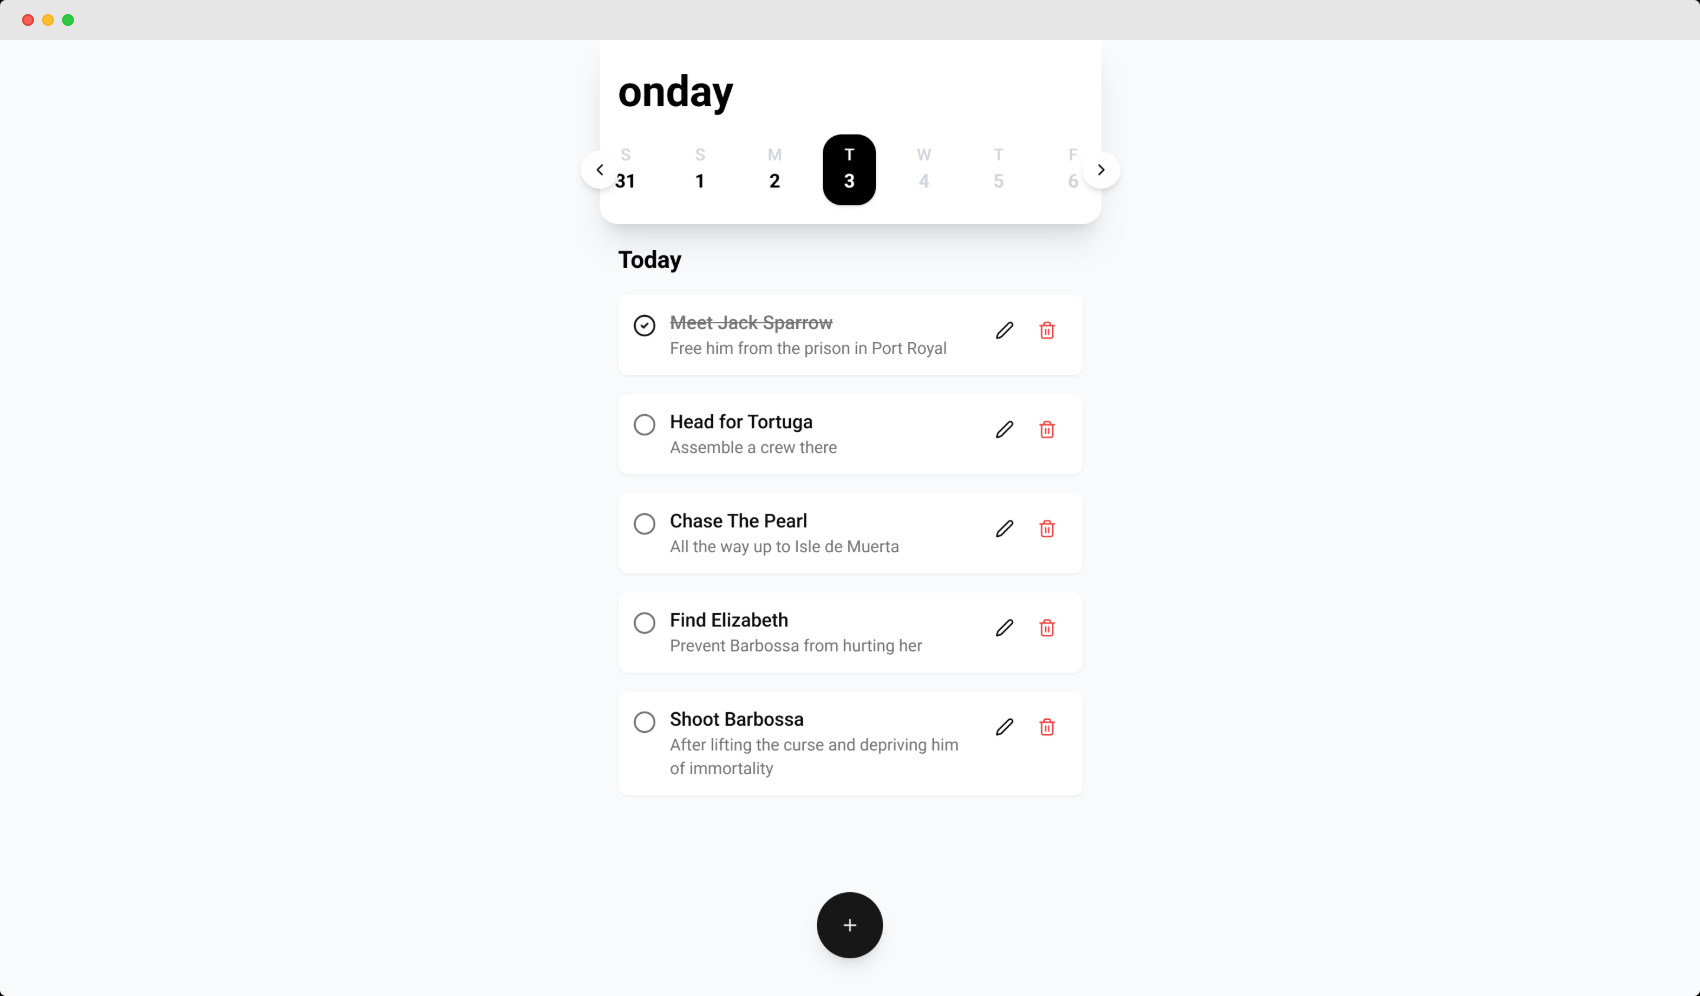 onday
S S M T W T F
31 1 2 3 4 5 6
Today
Meet Jack Sparrow
Free him from the prison in Port Royal
Head for Tortuga
Assemble a crew there
Chase The Pearl
All the way up to Isle de Muerta
Find Elizabeth
Prevent Barbossa from hurting her
Shoot Barbossa
After lifting the curse and depriving him
of immortality